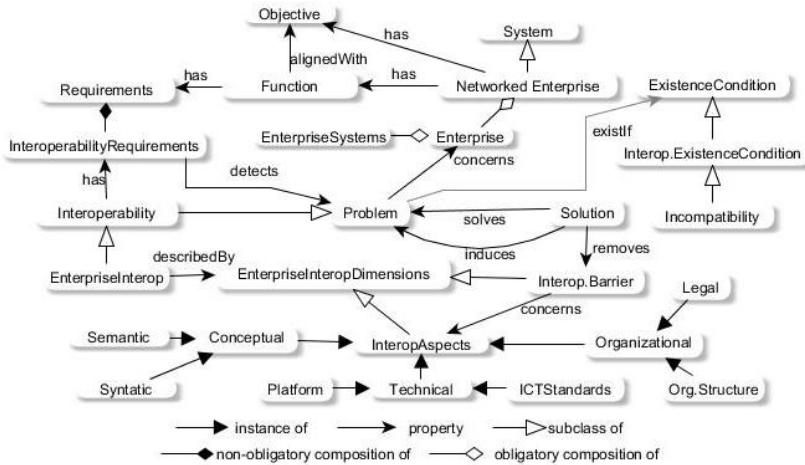 Objective
System
has
alignedWith
has
has
Requirements
Function
Networked Enterprise
ExistenceCondition
EnterpriseSystems
Enterprise
existIf
InteroperabilityRequirements
concerns
Interop.ExistenceCondition
has
detects
Interoperability
Problem
solves
Solution
Incompatibility
induces
removes
describedBy
EnterpriseInterop
EnterpriseInteropDimensions
Interop.Barrier
Legal
concerns
Semantic
Conceptual
InteropAspects
Organizational
Syntatic
Platform
Technical
ICTStandards
Org.Structure
instance of
property
subclass of
non-obligatory composition of
obligatory composition of